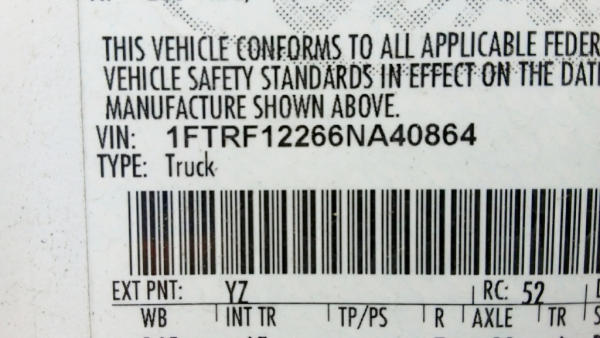 THIS VEHICLE CONFORMS TO ALL APPLICABLE FEDER
VEHICLE SAFETY STANDARDS IN EFFECT ON THE DAT
MANUFACTURE SHOWN ABOVE.
VIN: 1FTRF12266NA40864
TYPE: Truck
EXT PNT: YZ RC: 52
WB INT TR TP/PS R AXLE TR S